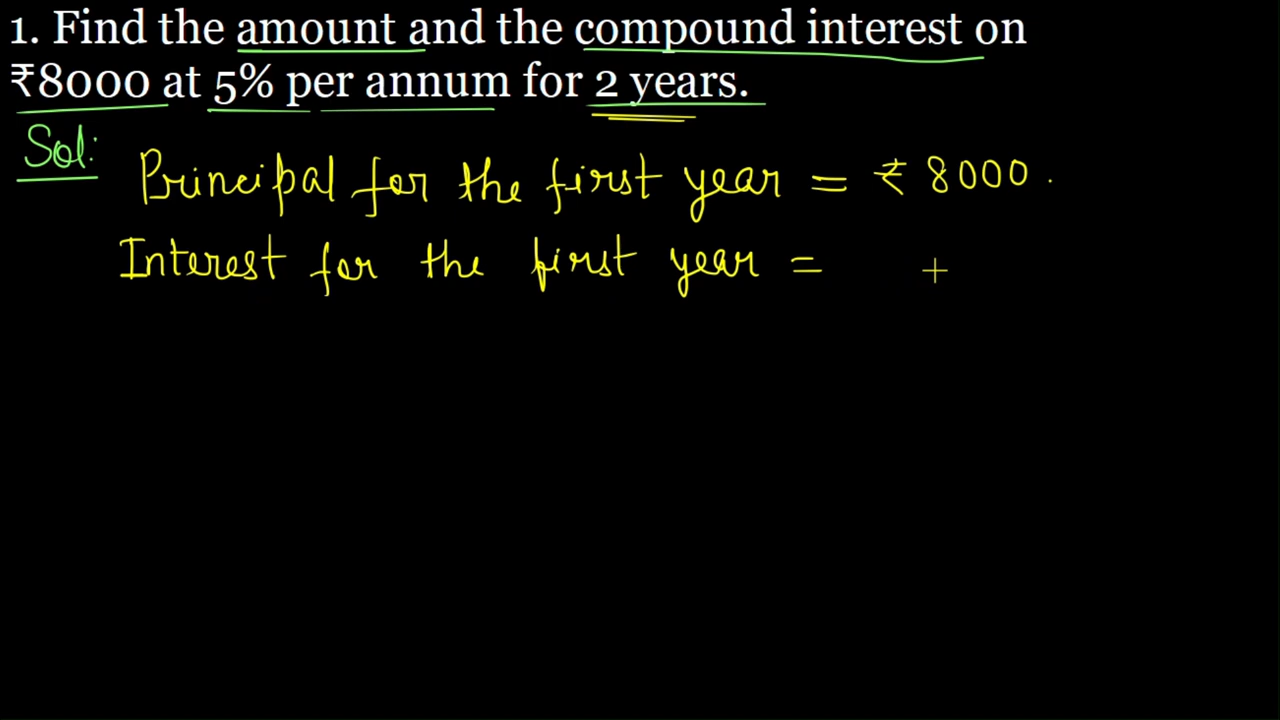 1. Find the amount and the compound interest on
₹8000 at 5% per annum for 2 years.
Sol:
Principal for the first year = ₹ 8000.
Interest for the first year =